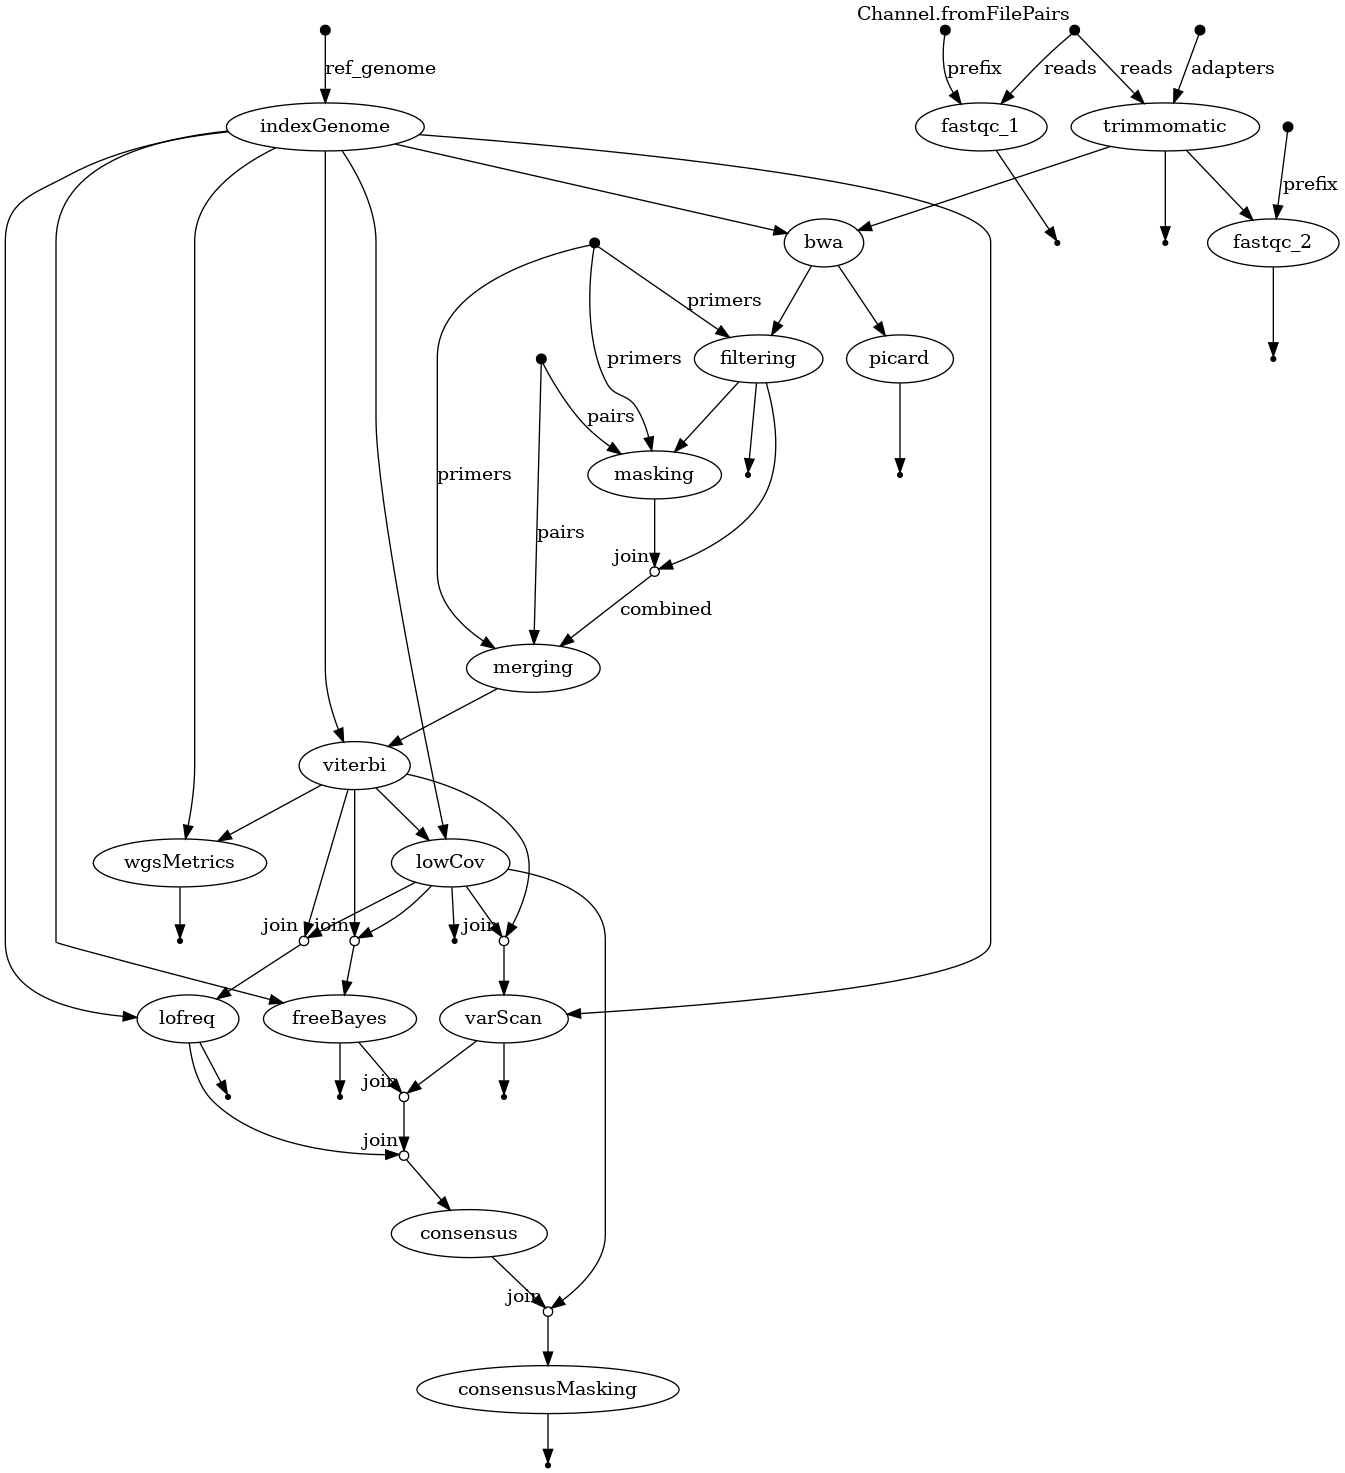 Channel.fromFilePairs
ref_genome
prefix
reads
reads
adapters
indexGenome
fastqc_1
trimmomatic
prefix
bwa
fastqc_2
primers
primers
filtering
picard
pairs
primers
masking
pairs
join
combined
merging
viterbi
wgsMetrics
lowCov
join
join
join
lofreq
freeBayes
varScan
join
join
consensus
join
consensusMasking